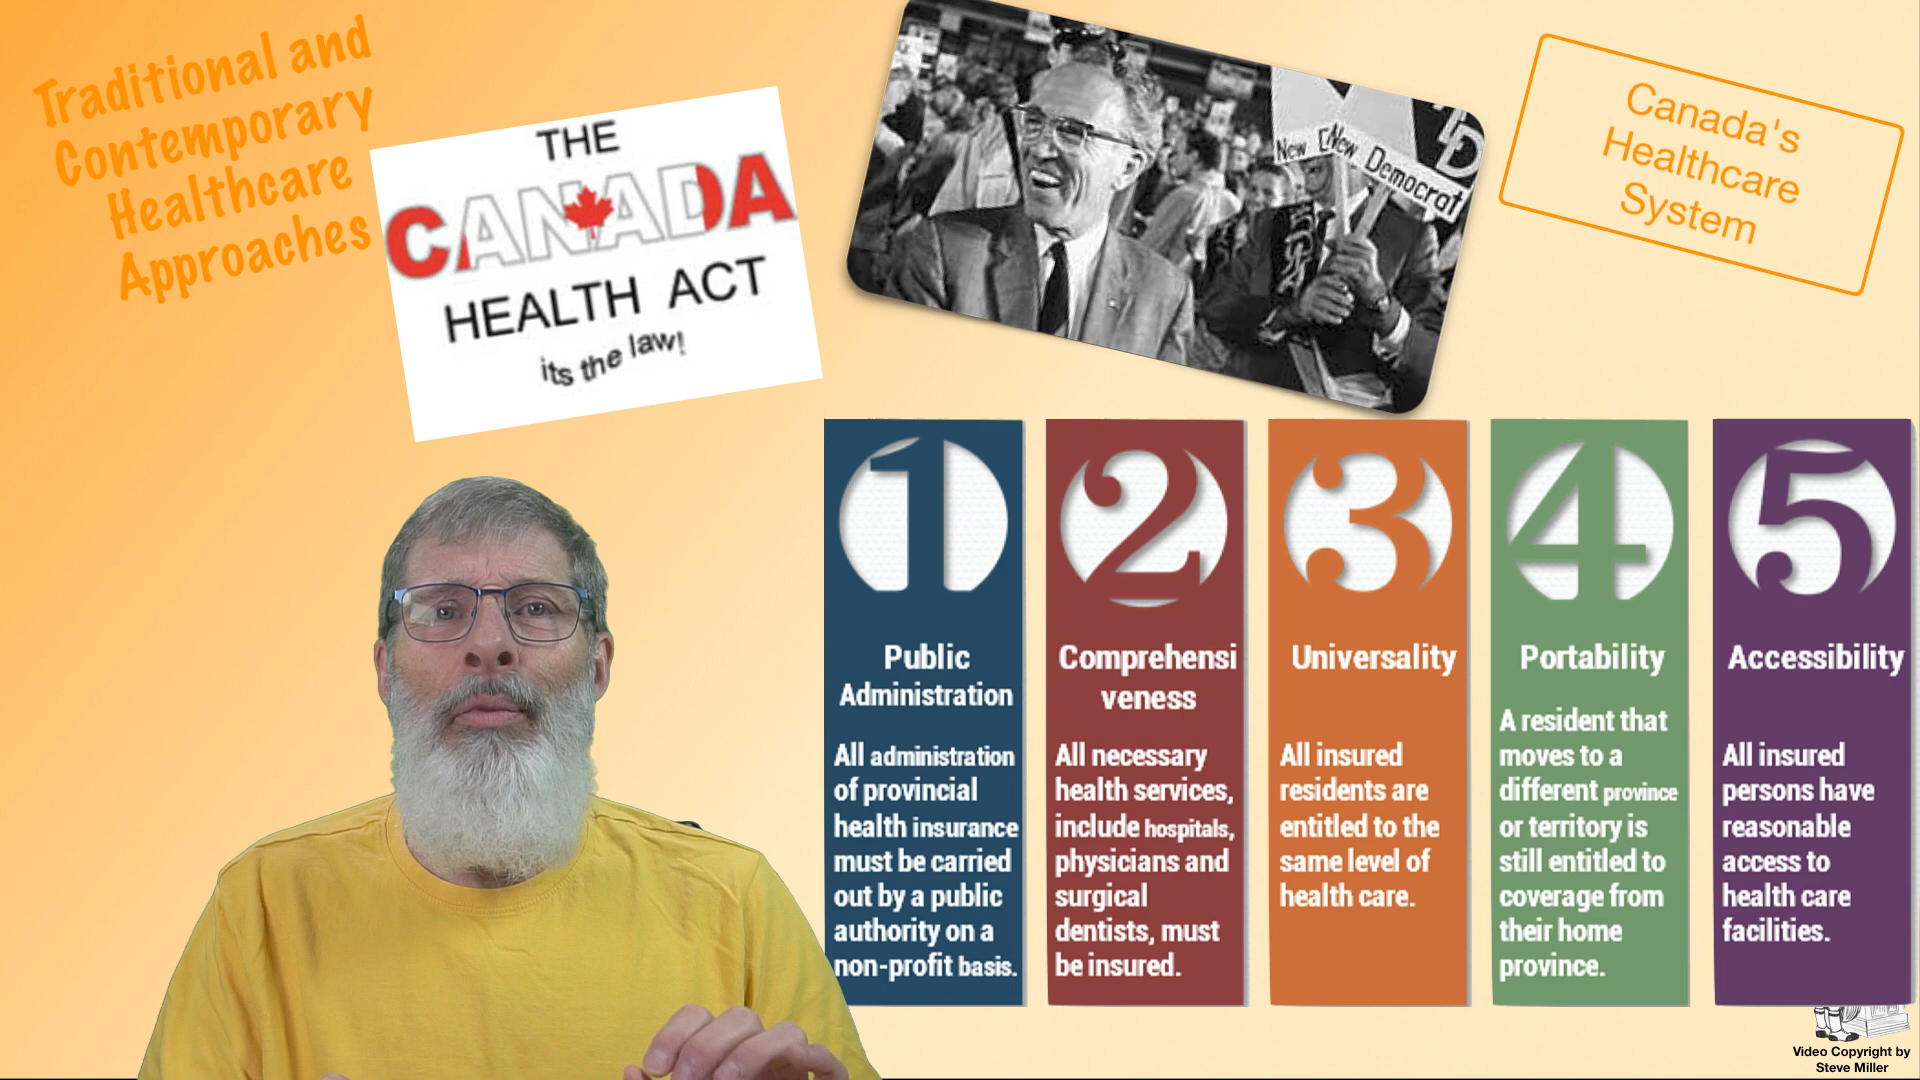 Traditional and
Contemporary
Healthcare
Approaches
THE
CANADA
HEALTH ACT
its the law!
New
New Democrat
Canada's
Healthcare
System
1
Public
Administration
All administration
of provincial
health insurance
must be carried
out by a public
authority on a
non-profit basis.
2
Comprehensi
veness
All necessary
health services,
include hospitals,
physicians and
surgical
dentists, must
be insured.
3
Universality
All insured
residents are
entitled to the
same level of
health care.
4
Portability
A resident that
moves to a
different province
or territory is
still entitled to
coverage from
their home
province.
5
Accessibility
All insured
persons have
reasonable
access to
health care
facilities.
Video Copyright by
Steve Miller